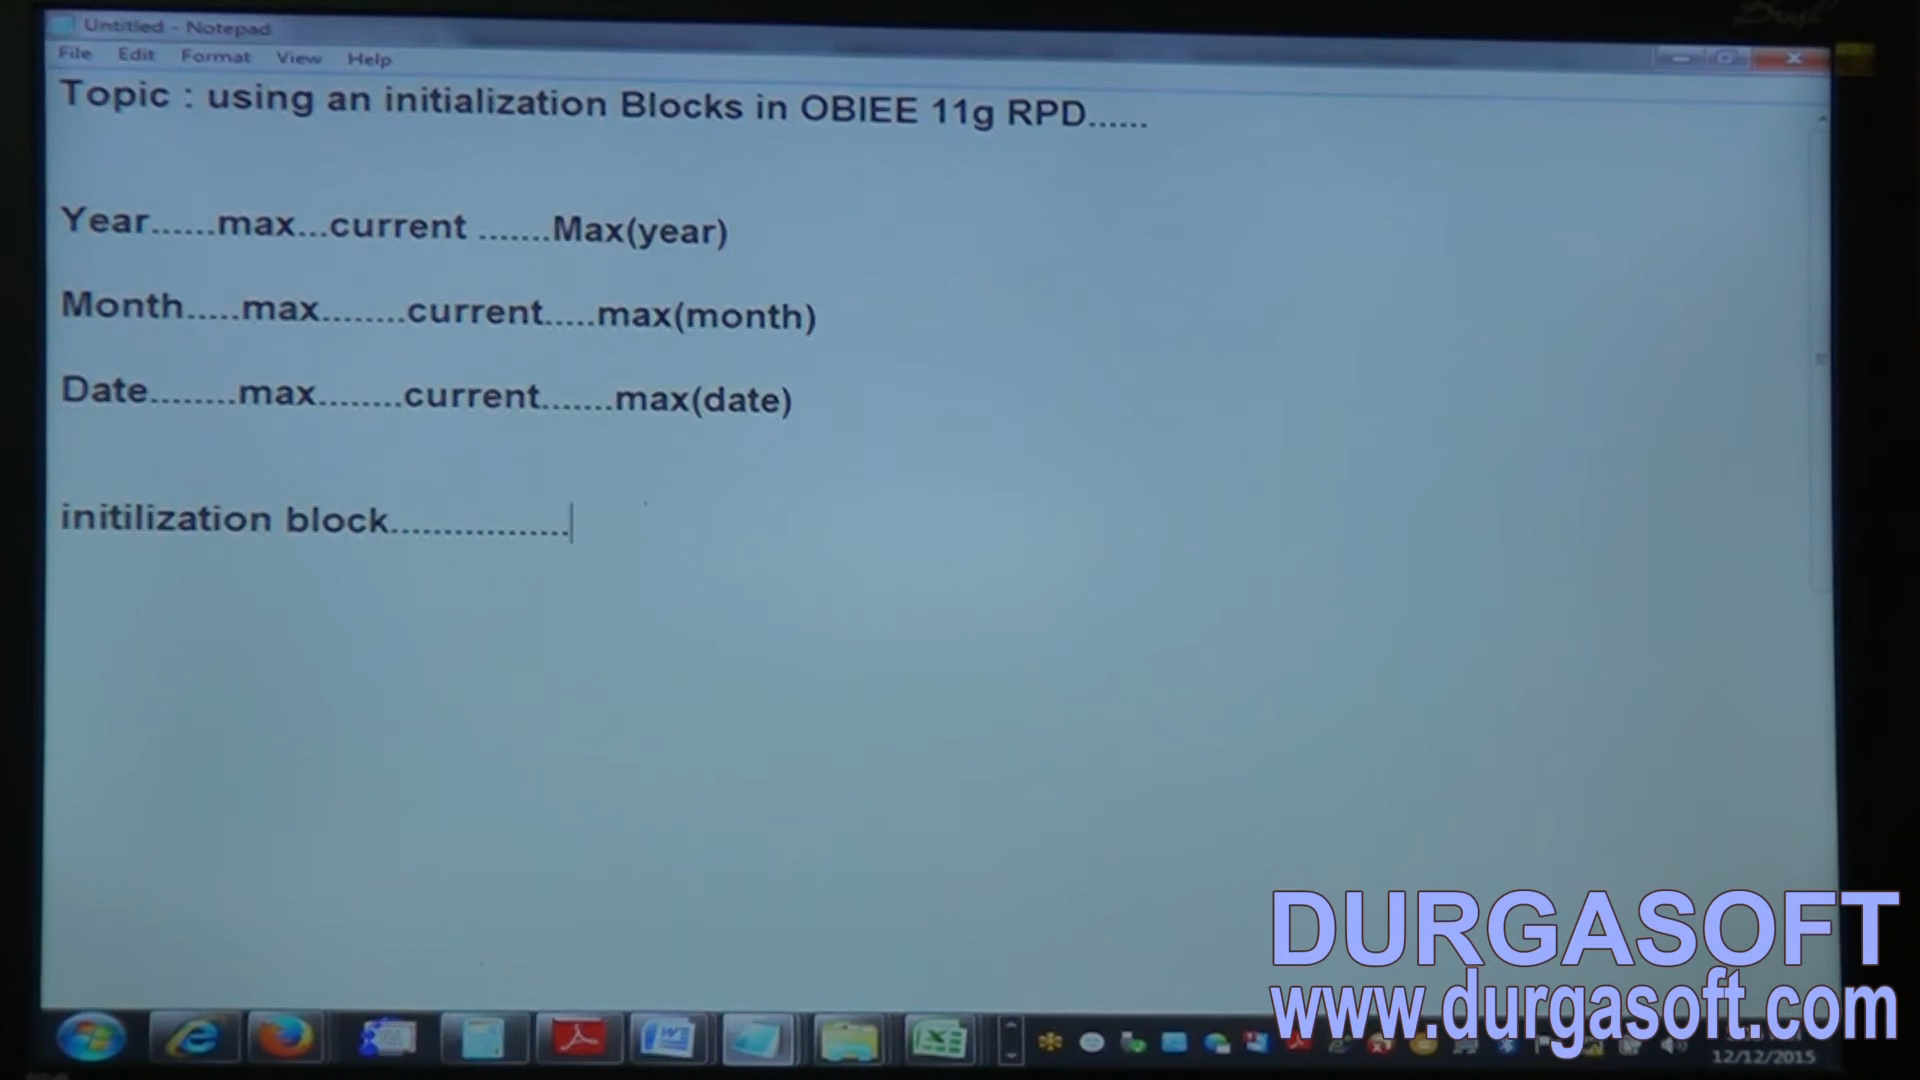 Untitled - Notepad
File Edit Format View Help
Topic : using an initialization Blocks in OBIEE 11g RPD......
Year......max...current .......Max(year)
Month.....max........current.....max(month)
Date........max........current.......max(date)
initilization block.................
DURGASOFT
www.durgasoft.com
12/12/2015